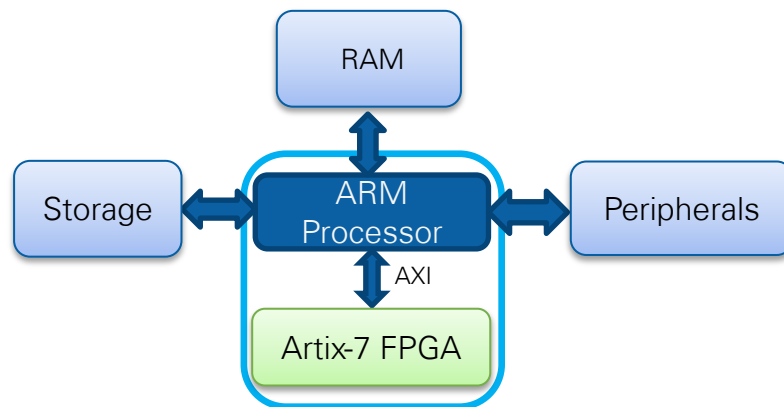 RAM
Storage
ARM
Processor
Peripherals
AXI
Artix-7 FPGA